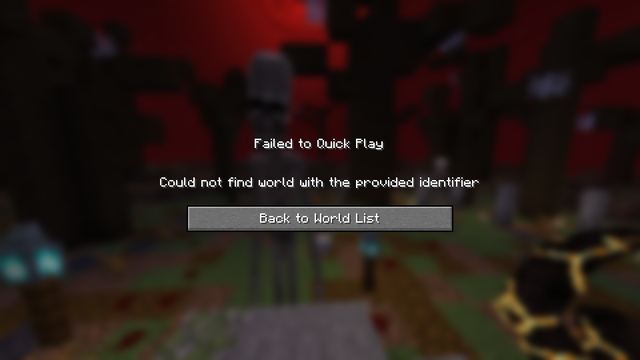 Failed to Quick Play
Could not find world with the provided identifier
Back to World List